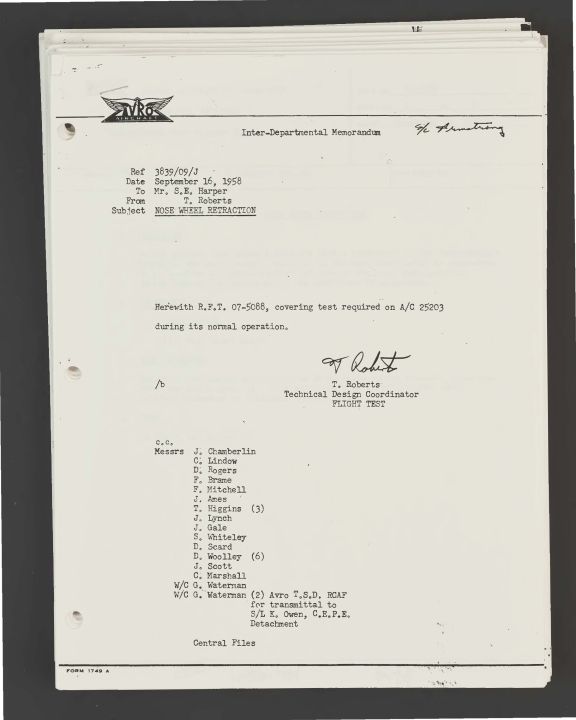 AVRO
AIRCRAFT
Inter-Departmental Memorandum
Armstrong
Ref 3839/09/J
Date September 16, 1958
To Mr. S.E. Harper
From T. Roberts
Subject NOSE WHEEL RETRACTION
Herewith R.F.T. 07-5088, covering test required on A/C 25203
during its normal operation.
T Roberts
/b T. Roberts
Technical Design Coordinator
FLIGHT TEST
c.c.
Messrs J. Chamberlin
C. Lindow
D. Rogers
F. Brame
F. Mitchell
J. Ames
T. Higgins (3)
J. Lynch
J. Gale
S. Whiteley
D. Scard
D. Woolley (6)
J. Scott
C. Marshall
W/C G. Waterman
W/C G. Waterman (2) Avro T.S.D. RCAF
for transmittal to
S/L K. Owen, C.E.P.E.
Detachment
Central Files
FORM 1749 A